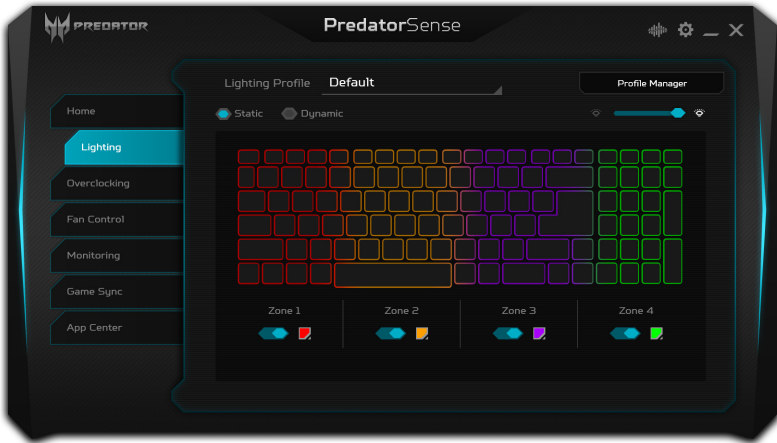 PREDATOR
PredatorSense
Lighting Profile Default
Profile Manager
Static Dynamic
Home
Lighting
Overclocking
Fan Control
Monitoring
Game Sync
App Center
Zone 1 Zone 2 Zone 3 Zone 4